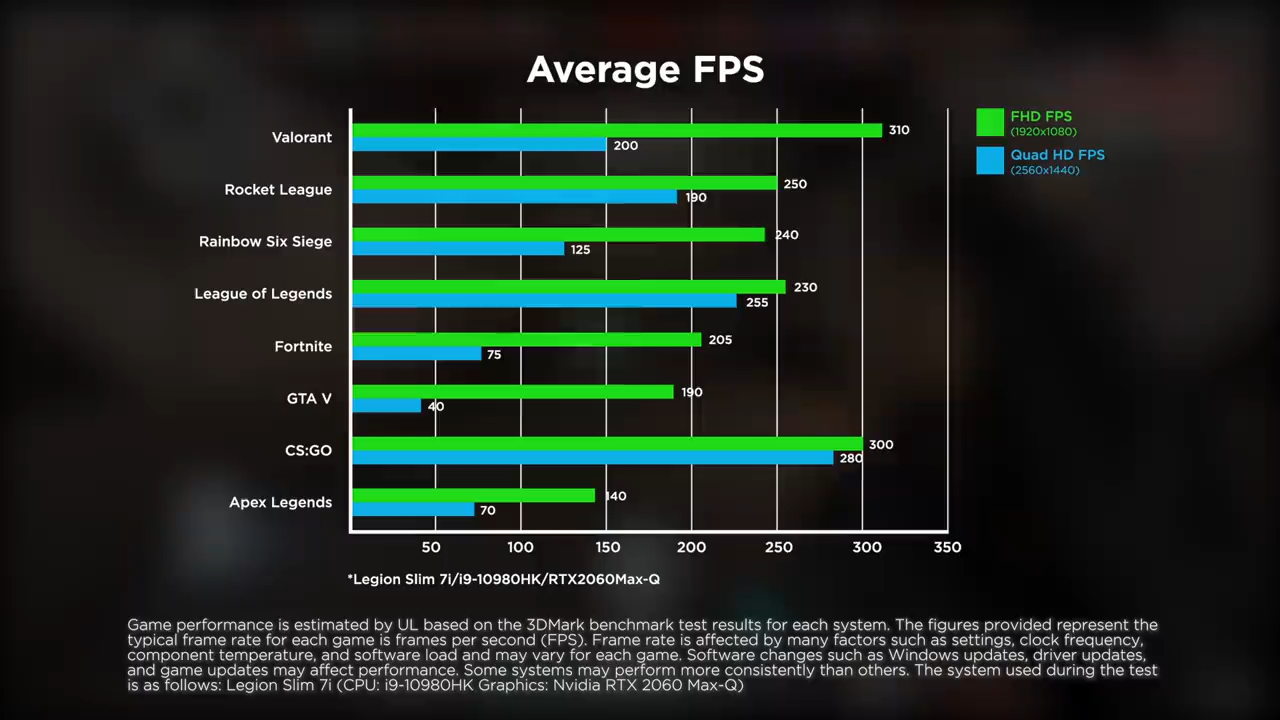 Average FPS
FHD FPS
(1920x1080)
Quad HD FPS
(2560x1440)
Valorant
310
200
Rocket League
250
190
Rainbow Six Siege
240
125
League of Legends
230
255
Fortnite
205
75
GTA V
190
40
CS:GO
300
280
Apex Legends
140
70
50 100 150 200 250 300 350
*Legion Slim 7i/i9-10980HK/RTX2060Max-Q
Game performance is estimated by UL based on the 3DMark benchmark test results for each system. The figures provided represent the
typical frame rate for each game is frames per second (FPS). Frame rate is affected by many factors such as settings, clock frequency,
component temperature, and software load and may vary for each game. Software changes such as Windows updates, driver updates,
and game updates may affect performance. Some systems may perform more consistently than others. The system used during the test
is as follows: Legion Slim 7i (CPU: i9-10980HK Graphics: Nvidia RTX 2060 Max-Q)